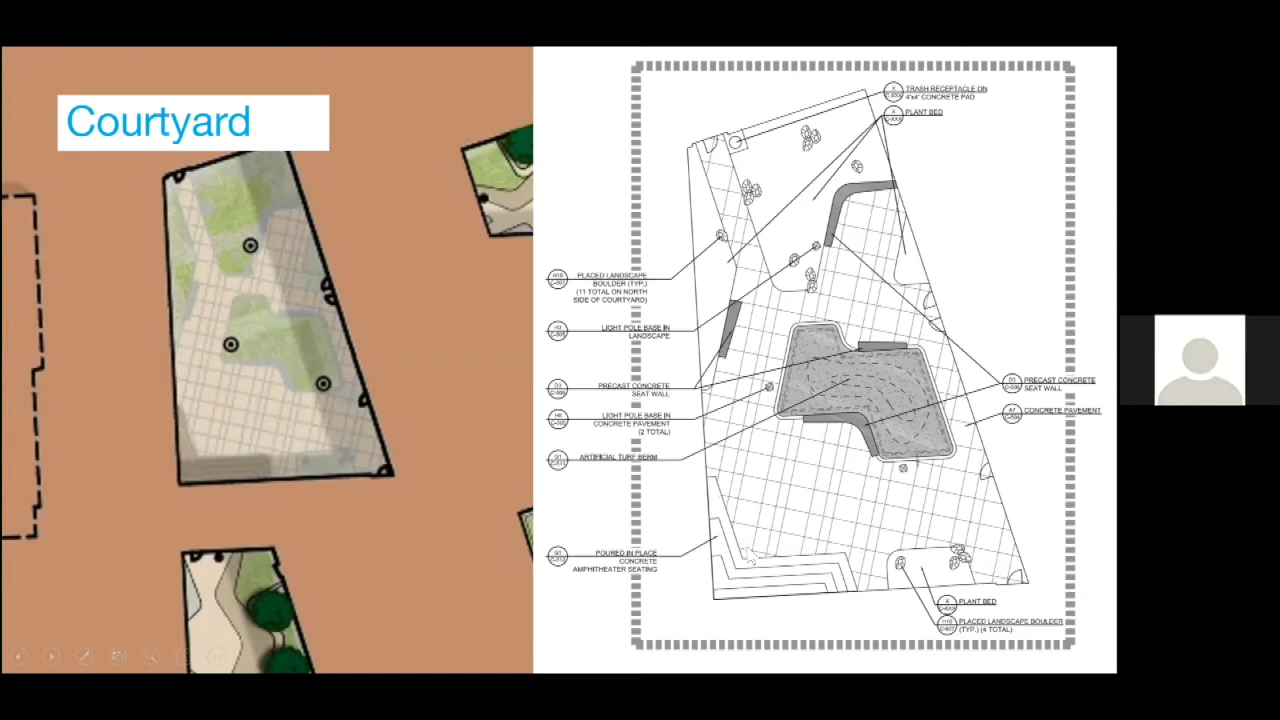 Courtyard
TRASH RECEPTACLE ON
4'x4' CONCRETE PAD
PLANT BED
PLACED LANDSCAPE
BOULDER (TYP.)
(11 TOTAL ON NORTH
SIDE OF COURTYARD)
LIGHT POLE BASE IN
LANDSCAPE
PRECAST CONCRETE
SEAT WALL
LIGHT POLE BASE IN
CONCRETE PAVEMENT
(2 TOTAL)
ARTIFICIAL TURF BERM
POURED IN PLACE
CONCRETE
AMPHITHEATER SEATING
PRECAST CONCRETE
SEAT WALL
CONCRETE PAVEMENT
PLANT BED
PLACED LANDSCAPE BOULDER
(TYP.) (4 TOTAL)